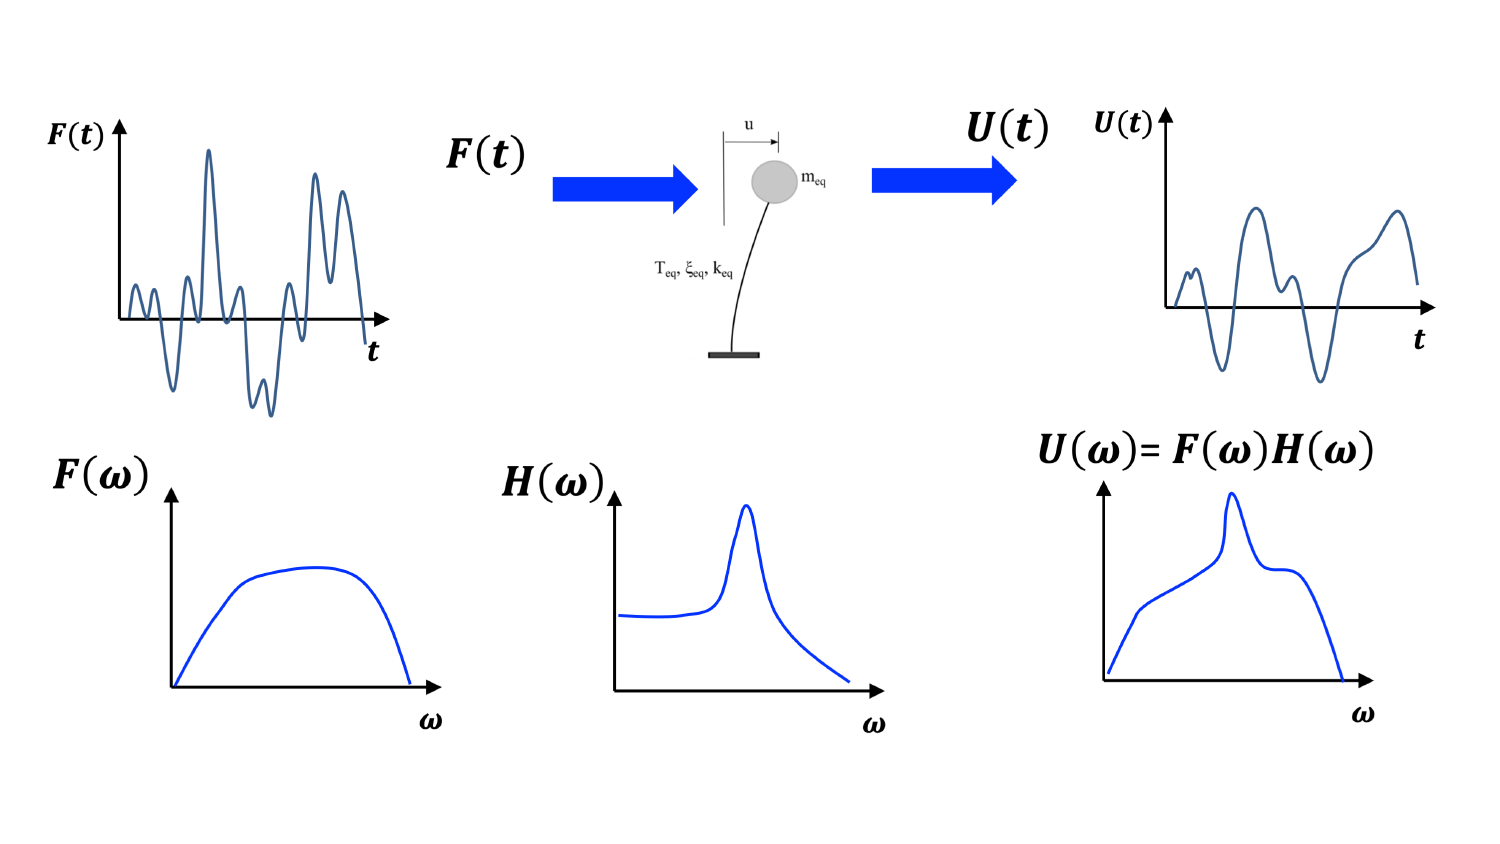 F(t)
t
F(t)
u
m_eq
T_eq, ξ_eq, k_eq
U(t)
U(t)
t
F(ω)
ω
H(ω)
ω
U(ω)= F(ω)H(ω)
ω